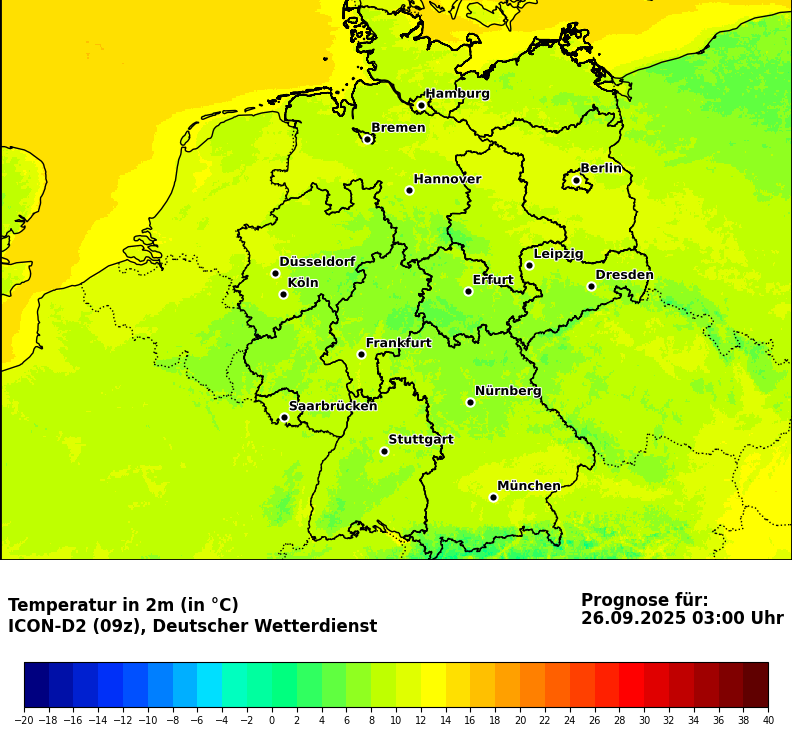 Hamburg
Bremen
Berlin
Hannover
Leipzig
Düsseldorf
Dresden
Köln
Erfurt
Frankfurt
Nürnberg
Saarbrücken
Stuttgart
München
Temperatur in 2m (in °C)
ICON-D2 (09z), Deutscher Wetterdienst
Prognose für:
26.09.2025 03:00 Uhr
−20 −18 −16 −14 −12 −10 −8 −6 −4 −2 0 2 4 6 8 10 12 14 16 18 20 22 24 26 28 30 32 34 36 38 40